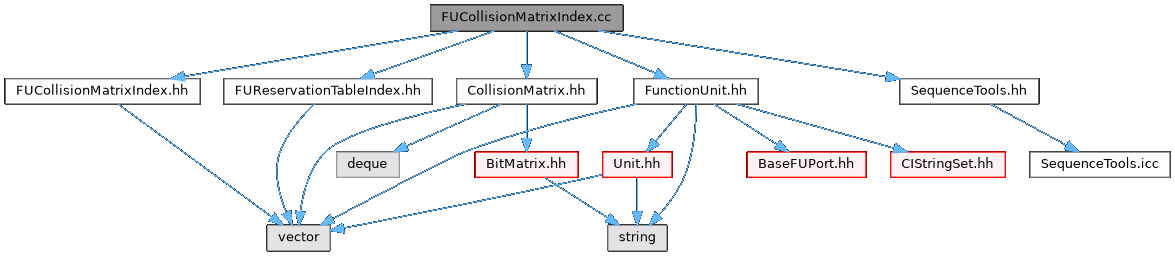 FUCollisionMatrixIndex.cc
FUCollisionMatrixIndex.hh
FUReservationTableIndex.hh
CollisionMatrix.hh
FunctionUnit.hh
SequenceTools.hh
deque
BitMatrix.hh
Unit.hh
BaseFUPort.hh
CIStringSet.hh
SequenceTools.icc
vector
string